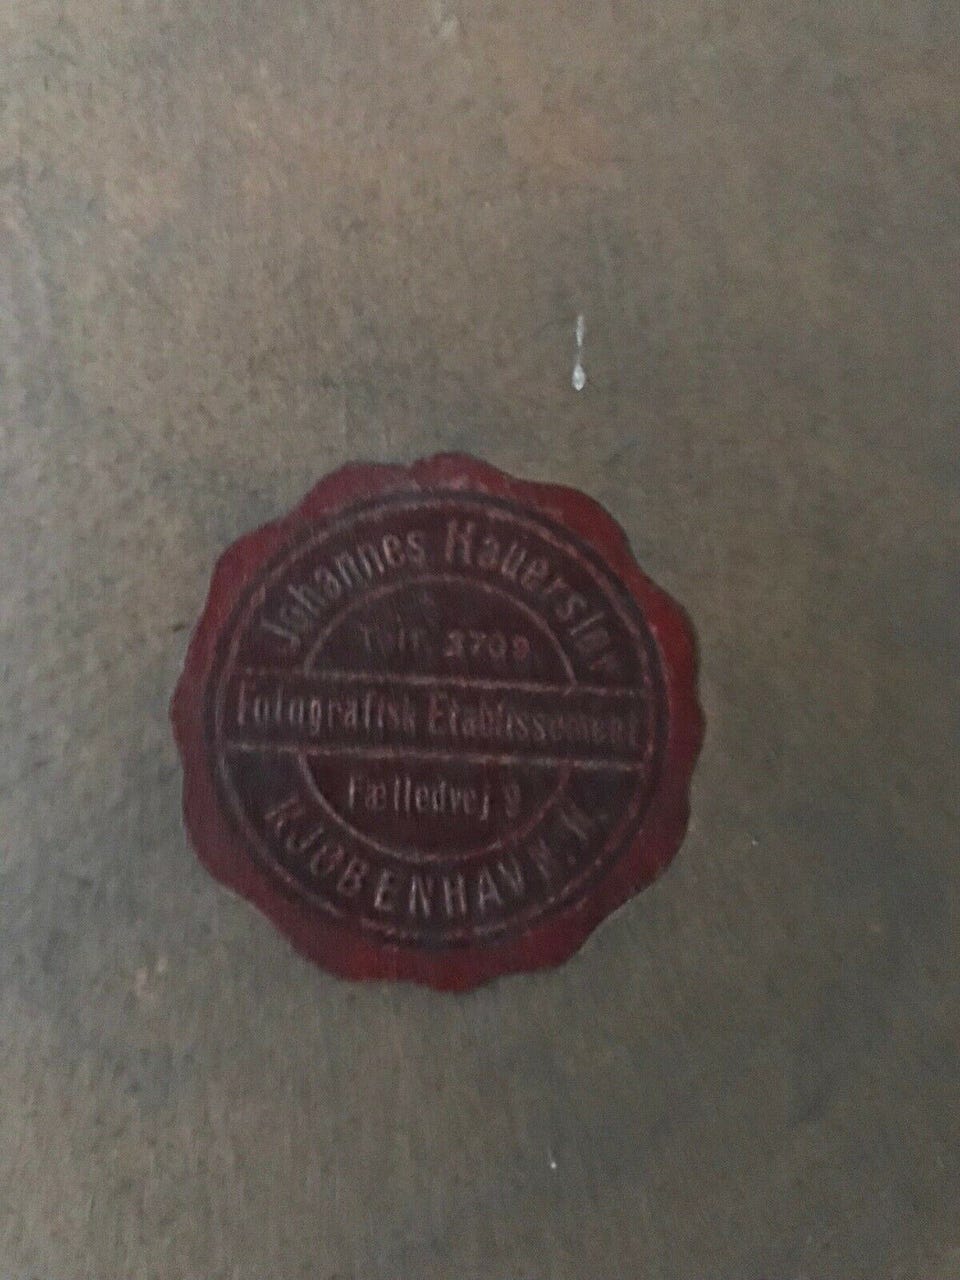 Johannes Hauerslev
Telf. 3709
Fotografisk Etablissement
Fælledvej 9
KJØBENHAVN. N.